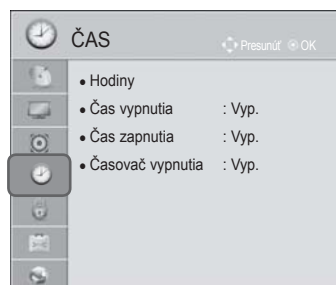 ČAS
Presunúť OK
• Hodiny
• Čas vypnutia : Vyp.
• Čas zapnutia : Vyp.
• Časovač vypnutia : Vyp.